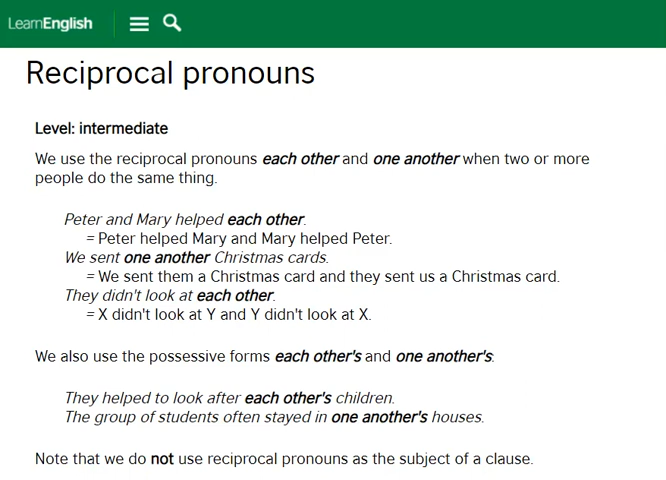 LearnEnglish
Reciprocal pronouns
Level: intermediate
We use the reciprocal pronouns each other and one another when two or more
people do the same thing.
Peter and Mary helped each other.
= Peter helped Mary and Mary helped Peter.
We sent one another Christmas cards.
= We sent them a Christmas card and they sent us a Christmas card.
They didn't look at each other.
= X didn't look at Y and Y didn't look at X.
We also use the possessive forms each other's and one another's:
They helped to look after each other's children.
The group of students often stayed in one another's houses.
Note that we do not use reciprocal pronouns as the subject of a clause.